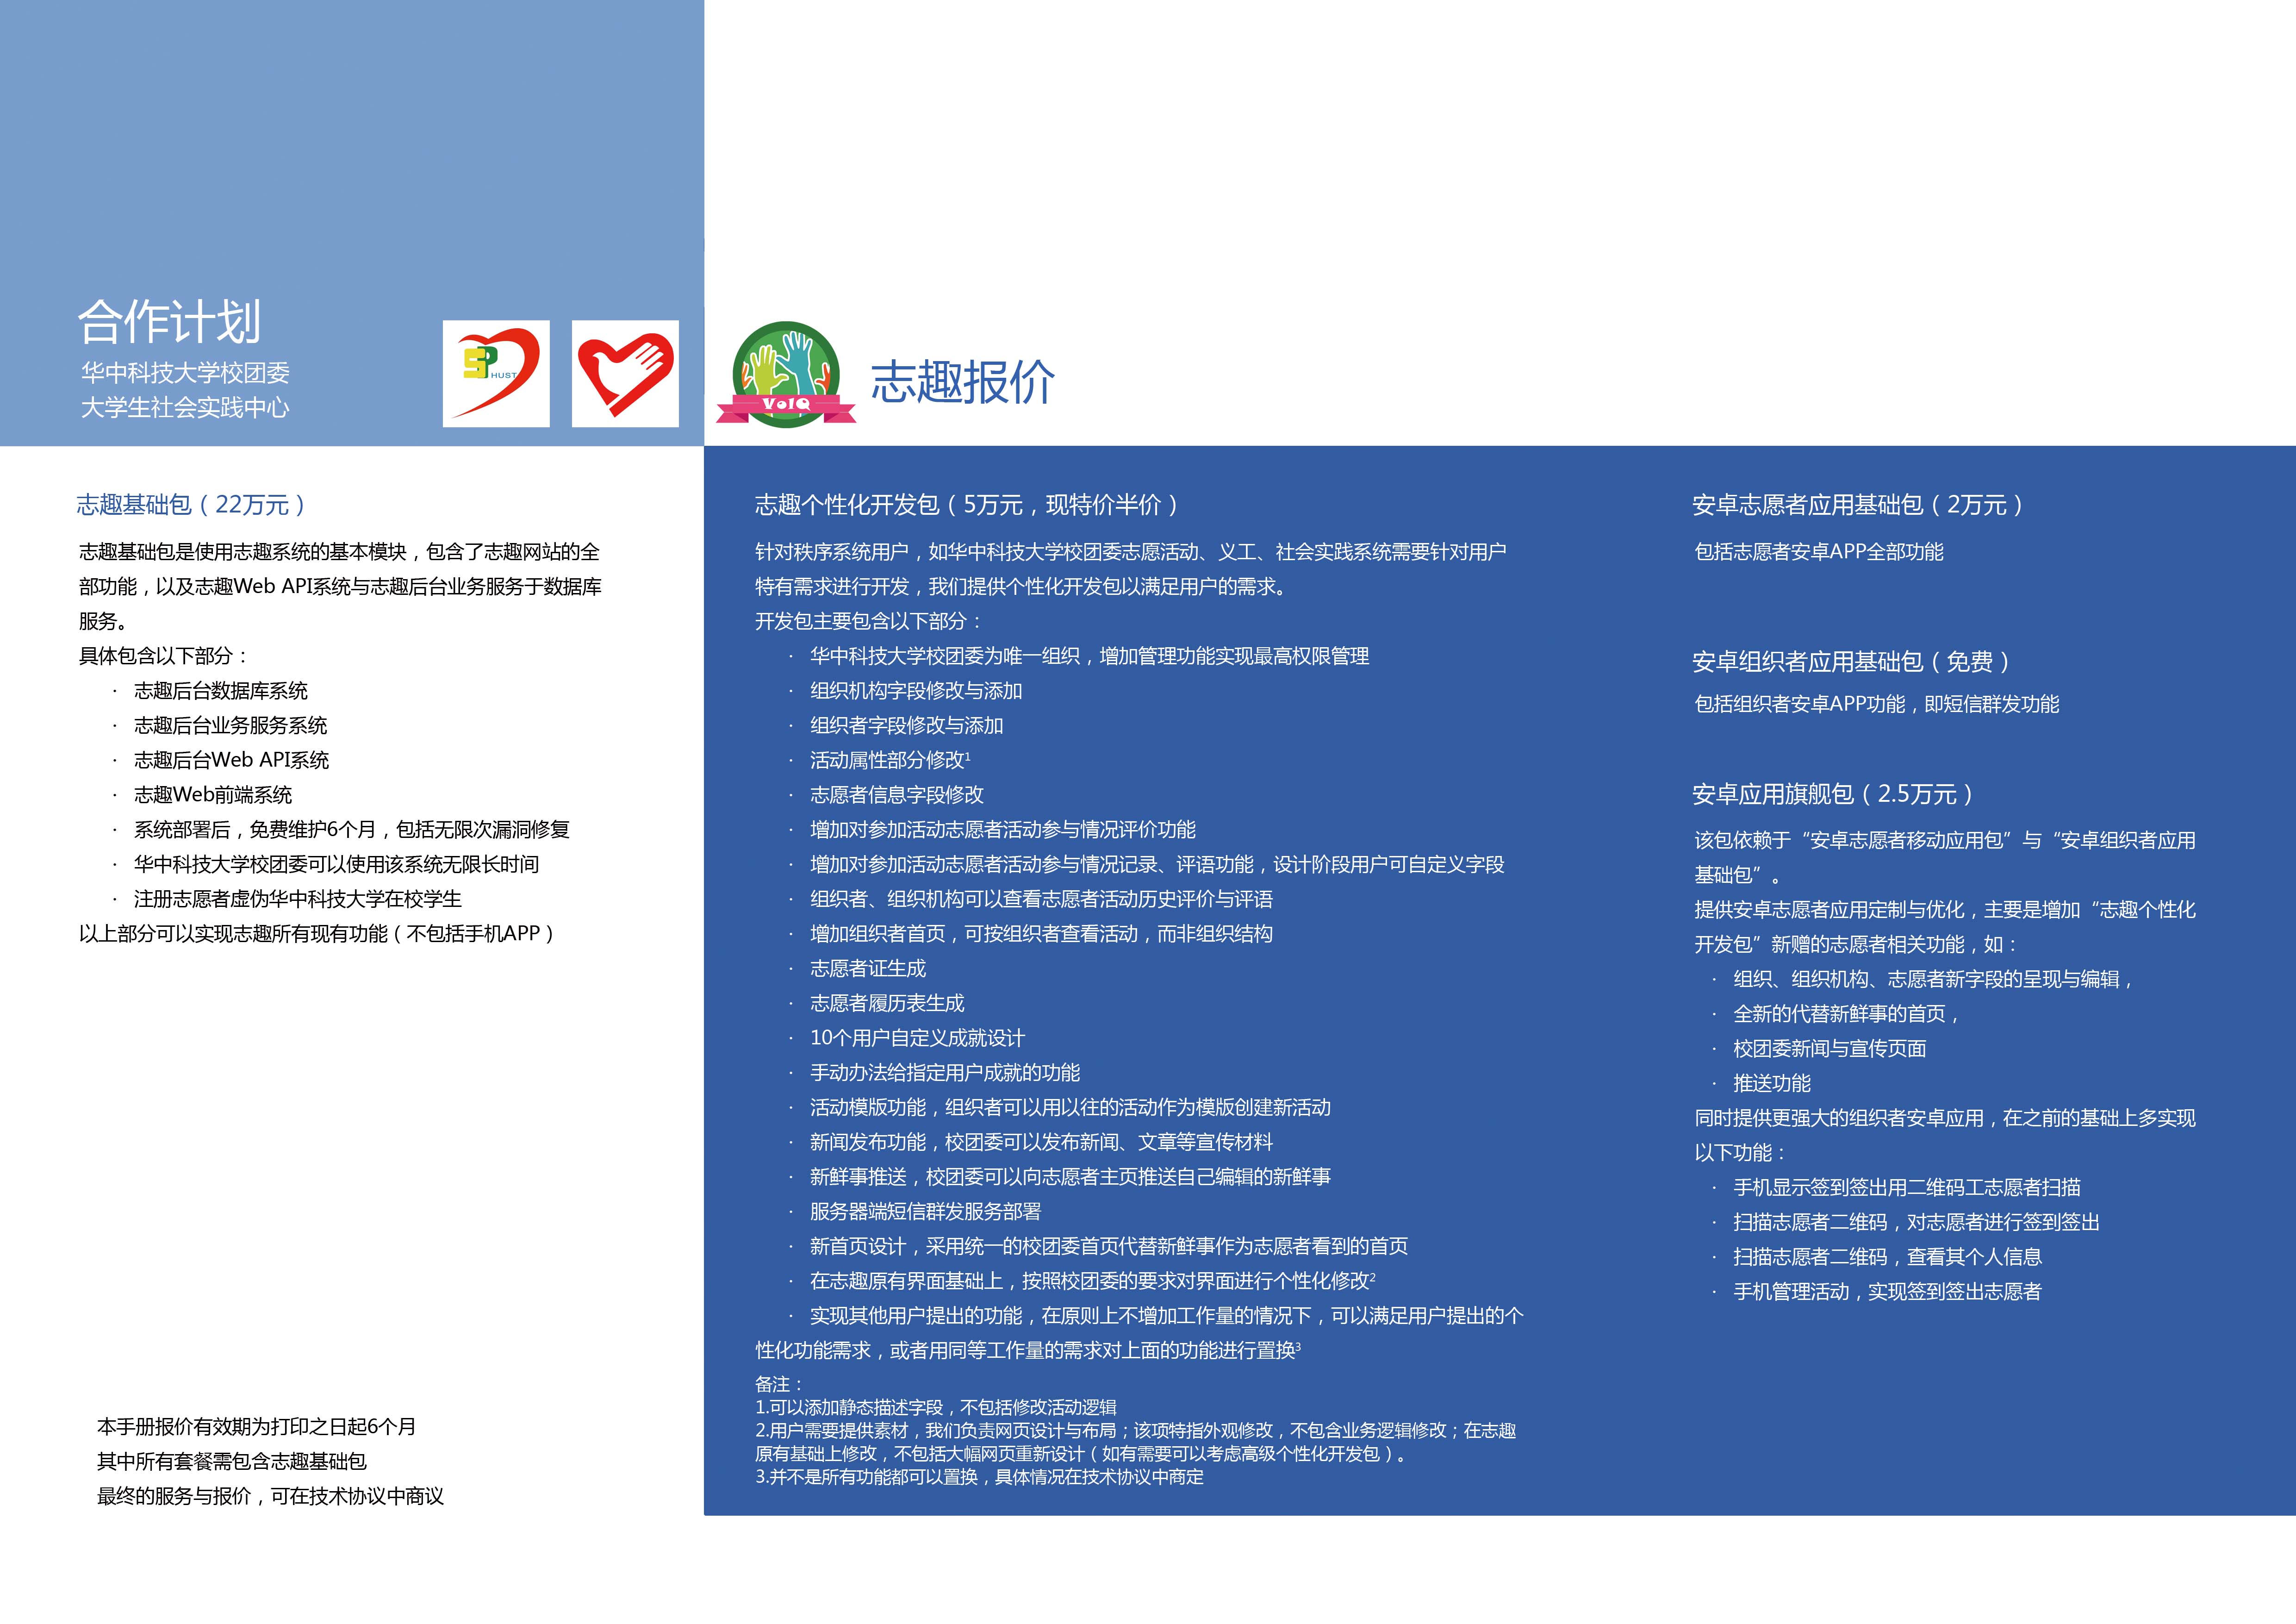 合作计划
华中科技大学校团委
大学生社会实践中心
SP
HUST
VolQ
志趣报价
志趣基础包（22万元）
志趣基础包是使用志趣系统的基本模块，包含了志趣网站的全
部功能，以及志趣Web API系统与志趣后台业务服务于数据库
服务。
具体包含以下部分：
· 志趣后台数据库系统
· 志趣后台业务服务系统
· 志趣后台Web API系统
· 志趣Web前端系统
· 系统部署后，免费维护6个月，包括无限次漏洞修复
· 华中科技大学校团委可以使用该系统无限长时间
· 注册志愿者虚伪华中科技大学在校学生
以上部分可以实现志趣所有现有功能（不包括手机APP）
本手册报价有效期为打印之日起6个月
其中所有套餐需包含志趣基础包
最终的服务与报价，可在技术协议中商议
志趣个性化开发包（5万元，现特价半价）
针对秩序系统用户，如华中科技大学校团委志愿活动、义工、社会实践系统需要针对用户
特有需求进行开发，我们提供个性化开发包以满足用户的需求。
开发包主要包含以下部分：
· 华中科技大学校团委为唯一组织，增加管理功能实现最高权限管理
· 组织机构字段修改与添加
· 组织者字段修改与添加
· 活动属性部分修改1
· 志愿者信息字段修改
· 增加对参加活动志愿者活动参与情况评价功能
· 增加对参加活动志愿者活动参与情况记录、评语功能，设计阶段用户可自定义字段
· 组织者、组织机构可以查看志愿者活动历史评价与评语
· 增加组织者首页，可按组织者查看活动，而非组织结构
· 志愿者证生成
· 志愿者履历表生成
· 10个用户自定义成就设计
· 手动办法给指定用户成就的功能
· 活动模版功能，组织者可以用以往的活动作为模版创建新活动
· 新闻发布功能，校团委可以发布新闻、文章等宣传材料
· 新鲜事推送，校团委可以向志愿者主页推送自己编辑的新鲜事
· 服务器端短信群发服务部署
· 新首页设计，采用统一的校团委首页代替新鲜事作为志愿者看到的首页
· 在志趣原有界面基础上，按照校团委的要求对界面进行个性化修改2
· 实现其他用户提出的功能，在原则上不增加工作量的情况下，可以满足用户提出的个
性化功能需求，或者用同等工作量的需求对上面的功能进行置换3
备注：
1.可以添加静态描述字段，不包括修改活动逻辑
2.用户需要提供素材，我们负责网页设计与布局；该项特指外观修改，不包含业务逻辑修改；在志趣
原有基础上修改，不包括大幅网页重新设计（如有需要可以考虑高级个性化开发包）。
3.并不是所有功能都可以置换，具体情况在技术协议中商定
安卓志愿者应用基础包（2万元）
包括志愿者安卓APP全部功能
安卓组织者应用基础包（免费）
包括组织者安卓APP功能，即短信群发功能
安卓应用旗舰包（2.5万元）
该包依赖于“安卓志愿者移动应用包”与“安卓组织者应用
基础包”。
提供安卓志愿者应用定制与优化，主要是增加“志趣个性化
开发包”新赠的志愿者相关功能，如：
· 组织、组织机构、志愿者新字段的呈现与编辑，
· 全新的代替新鲜事的首页，
· 校团委新闻与宣传页面
· 推送功能
同时提供更强大的组织者安卓应用，在之前的基础上多实现
以下功能：
· 手机显示签到签出用二维码工志愿者扫描
· 扫描志愿者二维码，对志愿者进行签到签出
· 扫描志愿者二维码，查看其个人信息
· 手机管理活动，实现签到签出志愿者